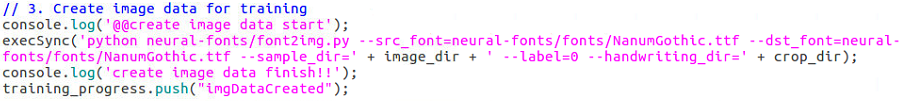 // 3. Create image data for training
console.log('@@create image data start');
execSync('python neural-fonts/font2img.py --src_font=neural-fonts/fonts/NanumGothic.ttf --dst_font=neural-
fonts/fonts/NanumGothic.ttf --sample_dir=' + image_dir + ' --label=0 --handwriting_dir=' + crop_dir);
console.log('create image data finish!!');
training_progress.push("imgDataCreated");